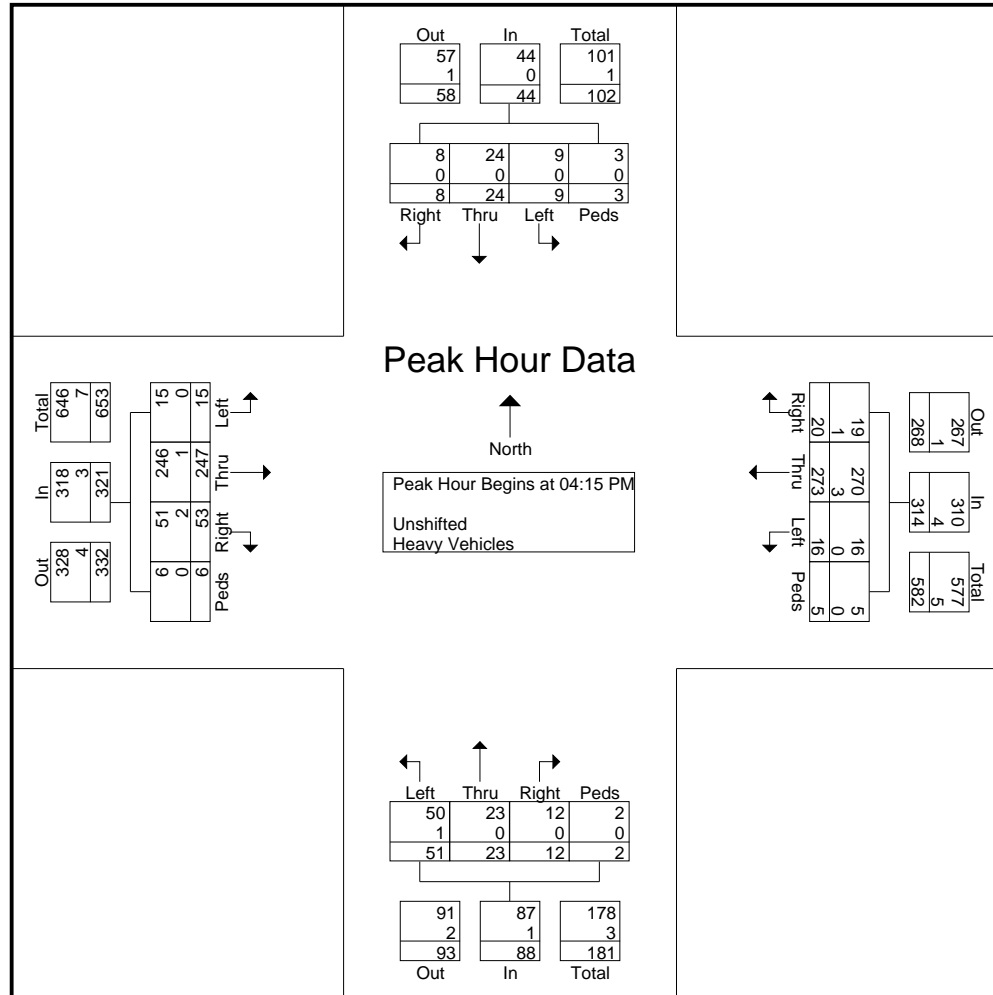 Out In Total
57 44 101
1 0 1
58 44 102
8 24 9 3
0 0 0 0
8 24 9 3
Right Thru Left Peds
Peak Hour Data
North
Peak Hour Begins at 04:15 PM
Unshifted
Heavy Vehicles
Total
646
7
653
In
318
3
321
Out
328
4
332
15 0 15 Left
246 1 247 Thru
51 2 53 Right
6 0 6 Peds
Right 20 1 19
Thru 273 3 270
Left 16 0 16
Peds 5 0 5
Out
267
1
268
In
310
4
314
Total
577
5
582
Left Thru Right Peds
50 23 12 2
1 0 0 0
51 23 12 2
91 87 178
2 1 3
93 88 181
Out In Total